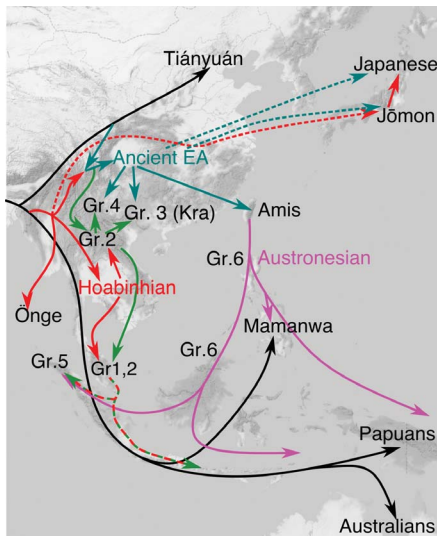 Tiányuán
Japanese
Jōmon
Ancient EA
Gr.4
Gr. 3 (Kra)
Amis
Gr.2
Gr.6
Austronesian
Hoabinhian
Önge
Mamanwa
Gr.6
Gr.5
Gr1,2
Papuans
Australians